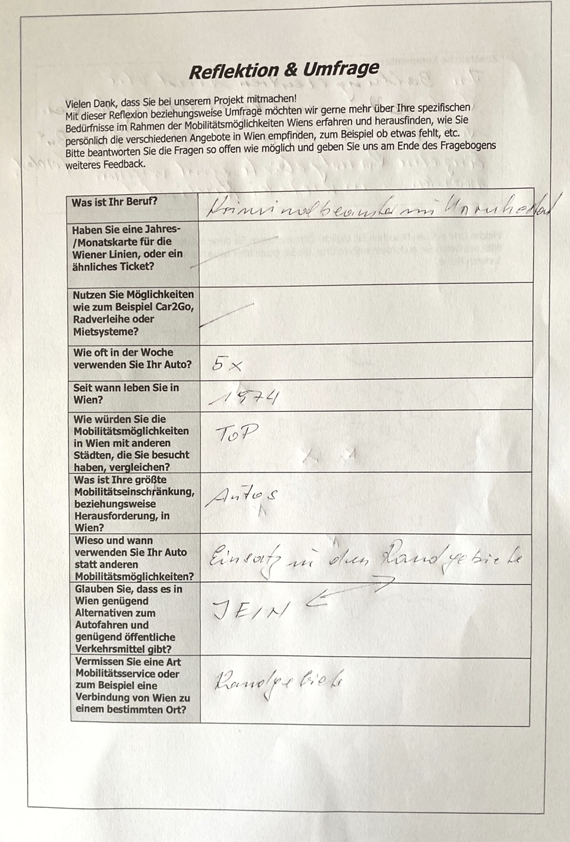 Reflektion & Umfrage
Vielen Dank, dass Sie bei unserem Projekt mitmachen!
Mit dieser Reflexion beziehungsweise Umfrage möchten wir gerne mehr über Ihre spezifischen
Bedürfnisse im Rahmen der Mobilitätsmöglichkeiten Wiens erfahren und herausfinden, wie Sie
persönlich die verschiedenen Angebote in Wien empfinden, zum Beispiel ob etwas fehlt, etc.
Bitte beantworten Sie die Fragen so offen wie möglich und geben Sie uns am Ende des Fragebogens
weiteres Feedback.
Was ist Ihr Beruf?
Kriminalbeamter im Unruhestand
Haben Sie eine Jahres-
/Monatskarte für die
Wiener Linien, oder ein
ähnliches Ticket?
Nutzen Sie Möglichkeiten
wie zum Beispiel Car2Go,
Radverleihe oder
Mietsysteme?
Wie oft in der Woche
verwenden Sie Ihr Auto?
5x
Seit wann leben Sie in
Wien?
1974
Wie würden Sie die
Mobilitätsmöglichkeiten
in Wien mit anderen
Städten, die Sie besucht
haben, vergleichen?
TOP
Was ist Ihre größte
Mobilitätseinschränkung,
beziehungsweise
Herausforderung, in
Wien?
Autos
Wieso und wann
verwenden Sie Ihr Auto
statt anderen
Mobilitätsmöglichkeiten?
Einsatz in den Randgebiete
Glauben Sie, dass es in
Wien genügend
Alternativen zum
Autofahren und
genügend öffentliche
Verkehrsmittel gibt?
JEIN
Vermissen Sie eine Art
Mobilitätsservice oder
zum Beispiel eine
Verbindung von Wien zu
einem bestimmten Ort?
Randgebiete